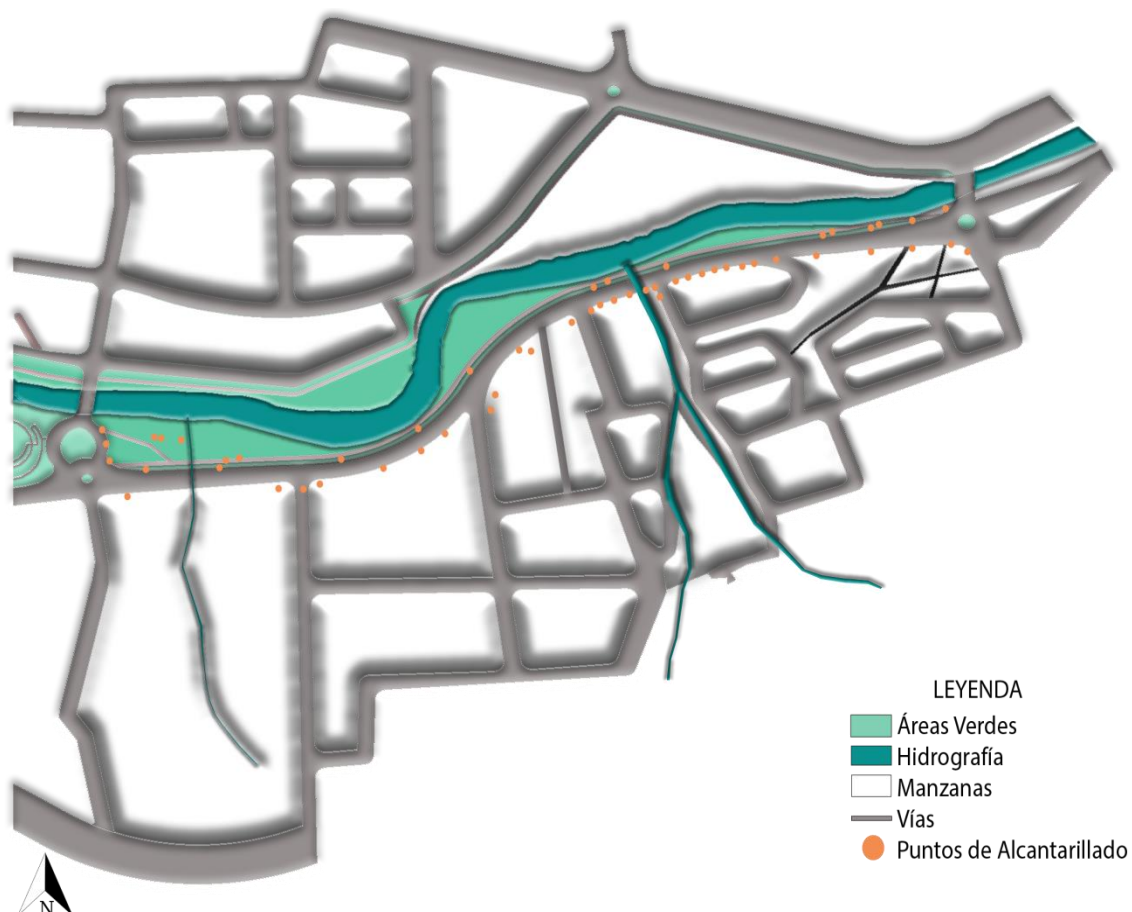 LEYENDA
Áreas Verdes
Hidrografía
Manzanas
Vías
Puntos de Alcantarillado
N